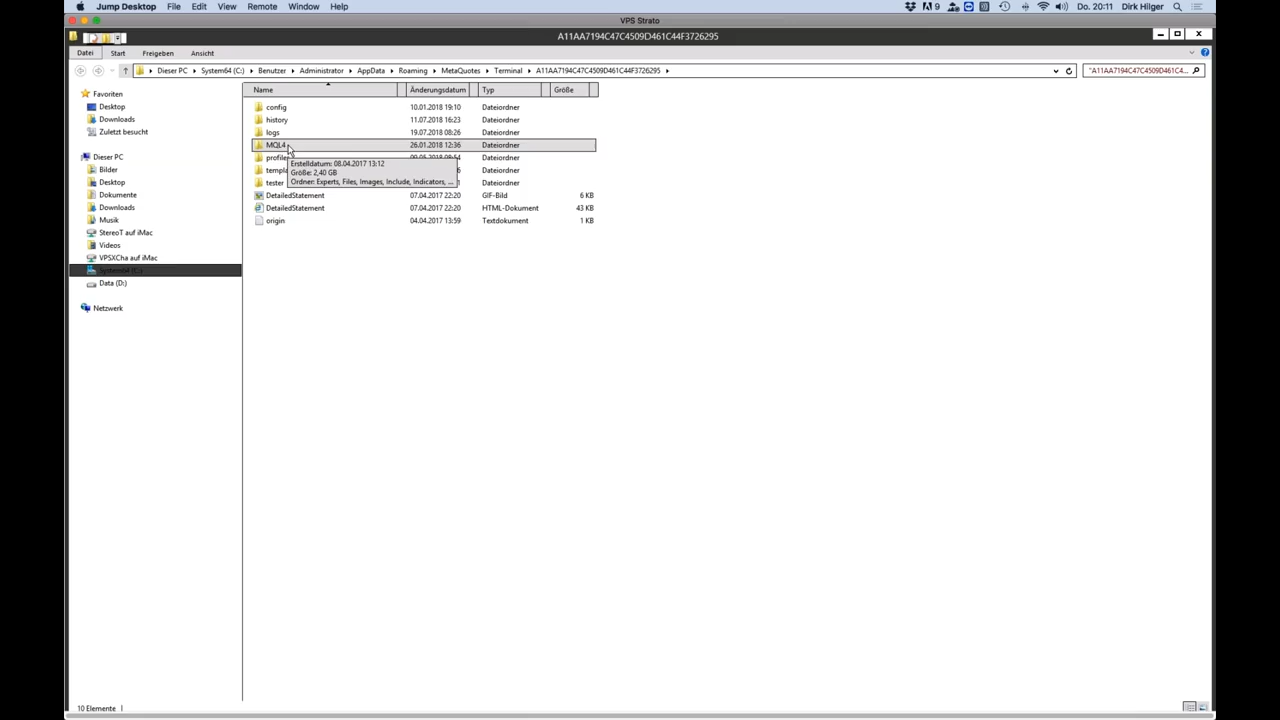 Jump Desktop File Edit View Remote Window Help 9 Do. 20:11 Dirk Hilger
VPS Strato
A11AA7194C47C4509D461C44F3726295
Datei Start Freigeben Ansicht
Dieser PC System64 (C:) Benutzer Administrator AppData Roaming MetaQuotes Terminal A11AA7194C47C4509D461C44F3726295 "A11AA7194C47C4509D461C4...
Name Änderungsdatum Typ Größe
Favoriten
Desktop
Downloads
Zuletzt besucht
Dieser PC
Bilder
Desktop
Dokumente
Downloads
Musik
StereoT auf iMac
Videos
VPSXCha auf iMac
System64 (C:)
Data (D:)
Netzwerk
config 10.01.2018 19:10 Dateiordner
history 11.07.2018 16:23 Dateiordner
logs 19.07.2018 08:26 Dateiordner
MQL4 26.01.2018 12:36 Dateiordner
profiles Dateiordner
Dateiordner
tester Dateiordner
Erstelldatum: 08.04.2017 13:12
Größe: 2,40 GB
Ordner: Experts, Files, Images, Include, Indicators, ...
DetailedStatement 07.04.2017 22:20 GIF-Bild 6 KB
DetailedStatement 07.04.2017 22:20 HTML-Dokument 43 KB
origin 04.04.2017 13:59 Textdokument 1 KB
10 Elemente